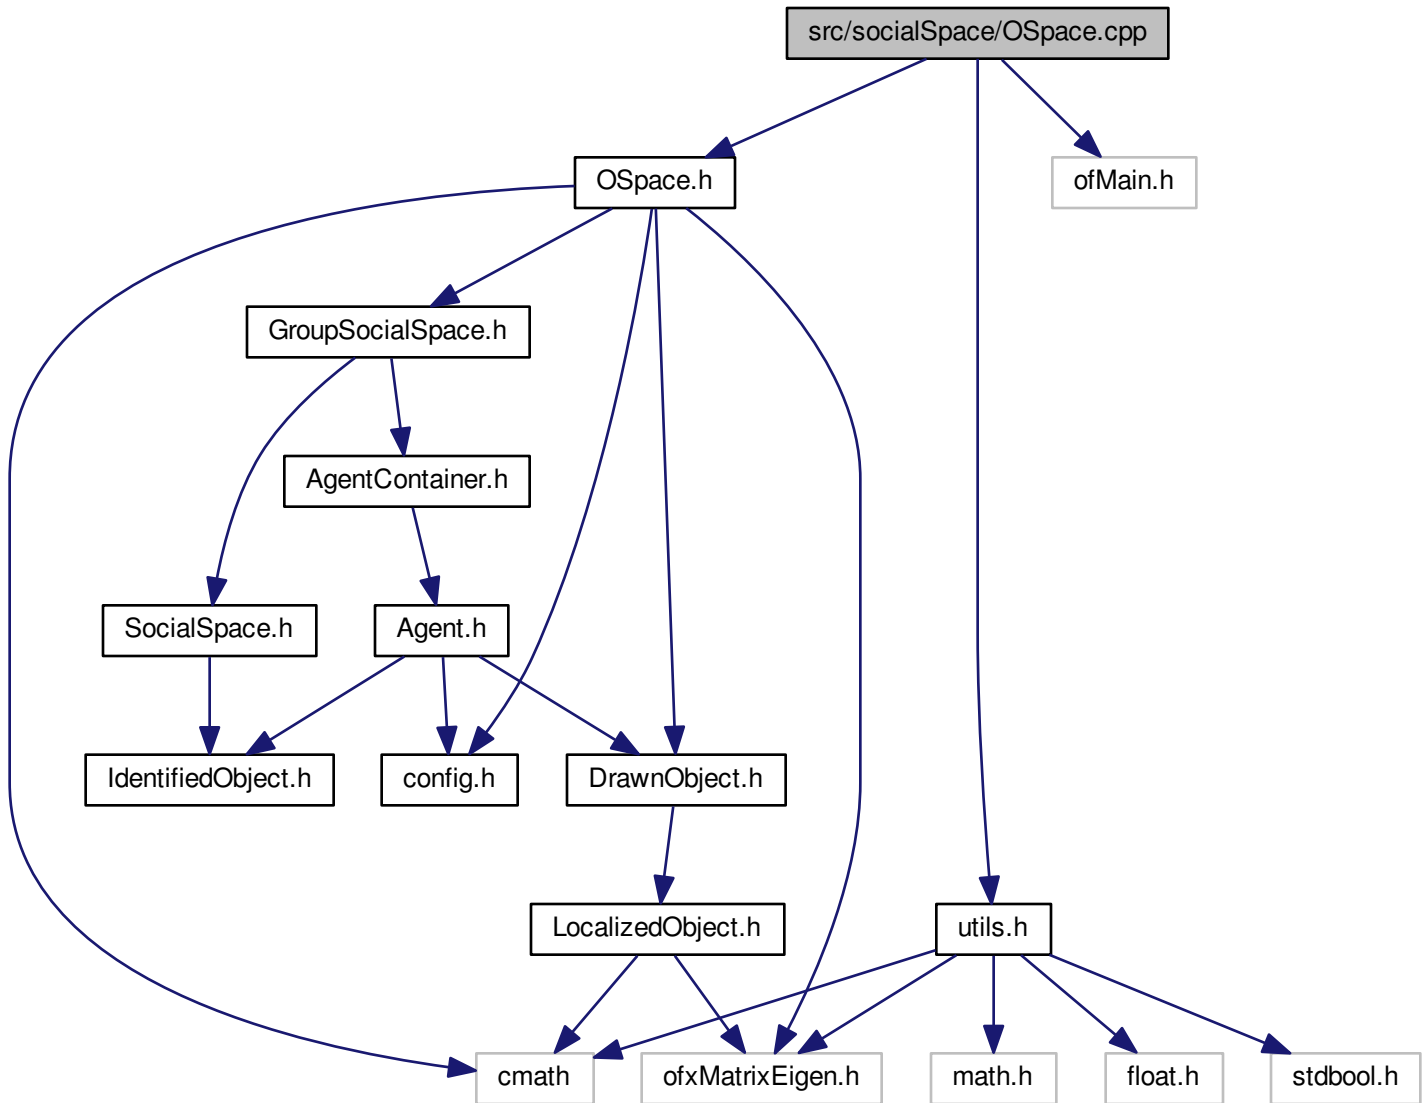 src/socialSpace/OSpace.cpp
OSpace.h
ofMain.h
GroupSocialSpace.h
AgentContainer.h
SocialSpace.h
Agent.h
IdentifiedObject.h
config.h
DrawnObject.h
LocalizedObject.h
utils.h
cmath
ofxMatrixEigen.h
math.h
float.h
stdbool.h